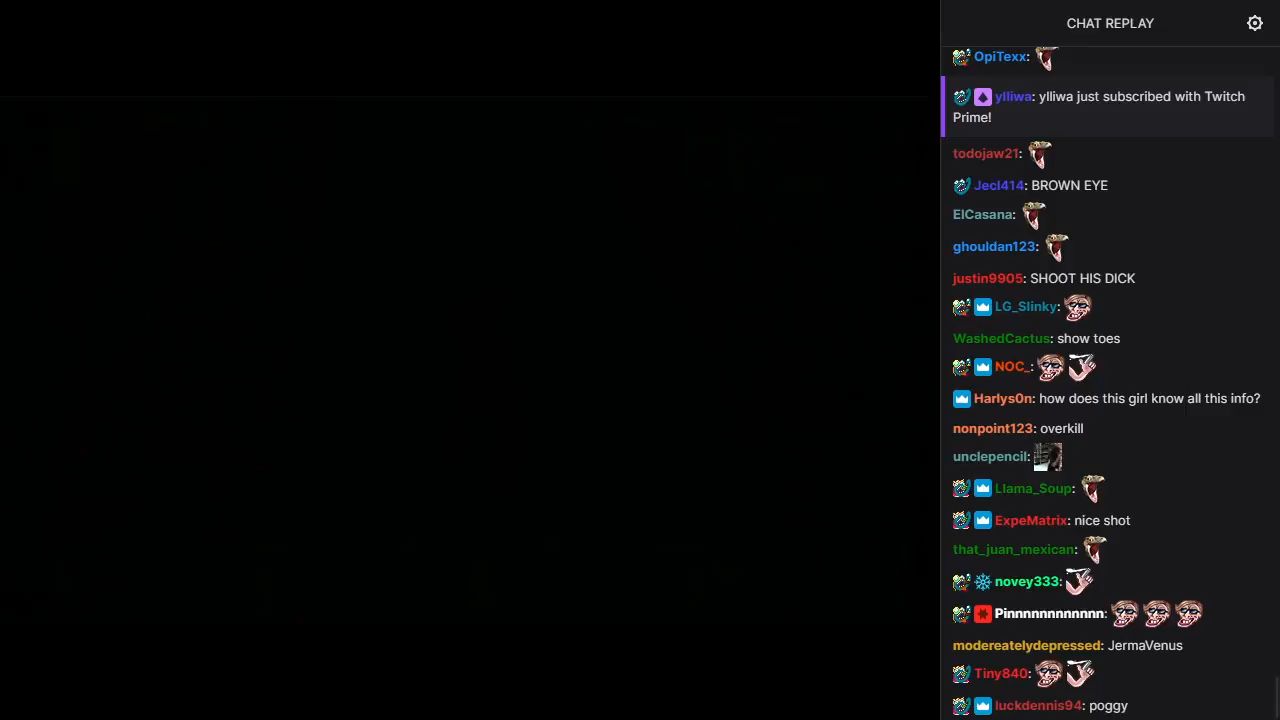 CHAT REPLAY
OpiTexx:
ylliwa: ylliwa just subscribed with Twitch
Prime!
todojaw21:
Jecl414: BROWN EYE
ElCasana:
ghouldan123:
justin9905: SHOOT HIS DICK
LG_Slinky:
WashedCactus: show toes
NOC_:
Harlys0n: how does this girl know all this info?
nonpoint123: overkill
unclepencil:
Llama_Soup:
ExpeMatrix: nice shot
that_juan_mexican:
novey333:
Pinnnnnnnnnnnn:
modereatelydepressed: JermaVenus
Tiny840:
luckdennis94: poggy